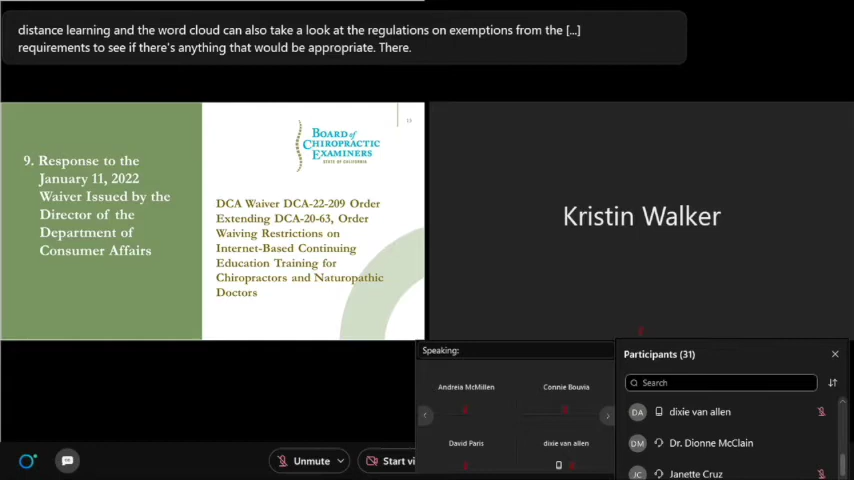 distance learning and the word cloud can also take a look at the regulations on exemptions from the [...]
requirements to see if there's anything that would be appropriate. There.
15
BOARD of
CHIROPRACTIC
EXAMINERS
STATE OF CALIFORNIA
9. Response to the
January 11, 2022
Waiver Issued by the
Director of the
Department of
Consumer Affairs
DCA Waiver DCA-22-209 Order
Extending DCA-20-63, Order
Waiving Restrictions on
Internet-Based Continuing
Education Training for
Chiropractors and Naturopathic
Doctors
Kristin Walker
Speaking:
Andreia McMillen
Connie Bouvia
David Paris
dixie van allen
Participants (31)
Search
DA dixie van allen
DM Dr. Dionne McClain
JC Janette Cruz
Unmute
Start vi